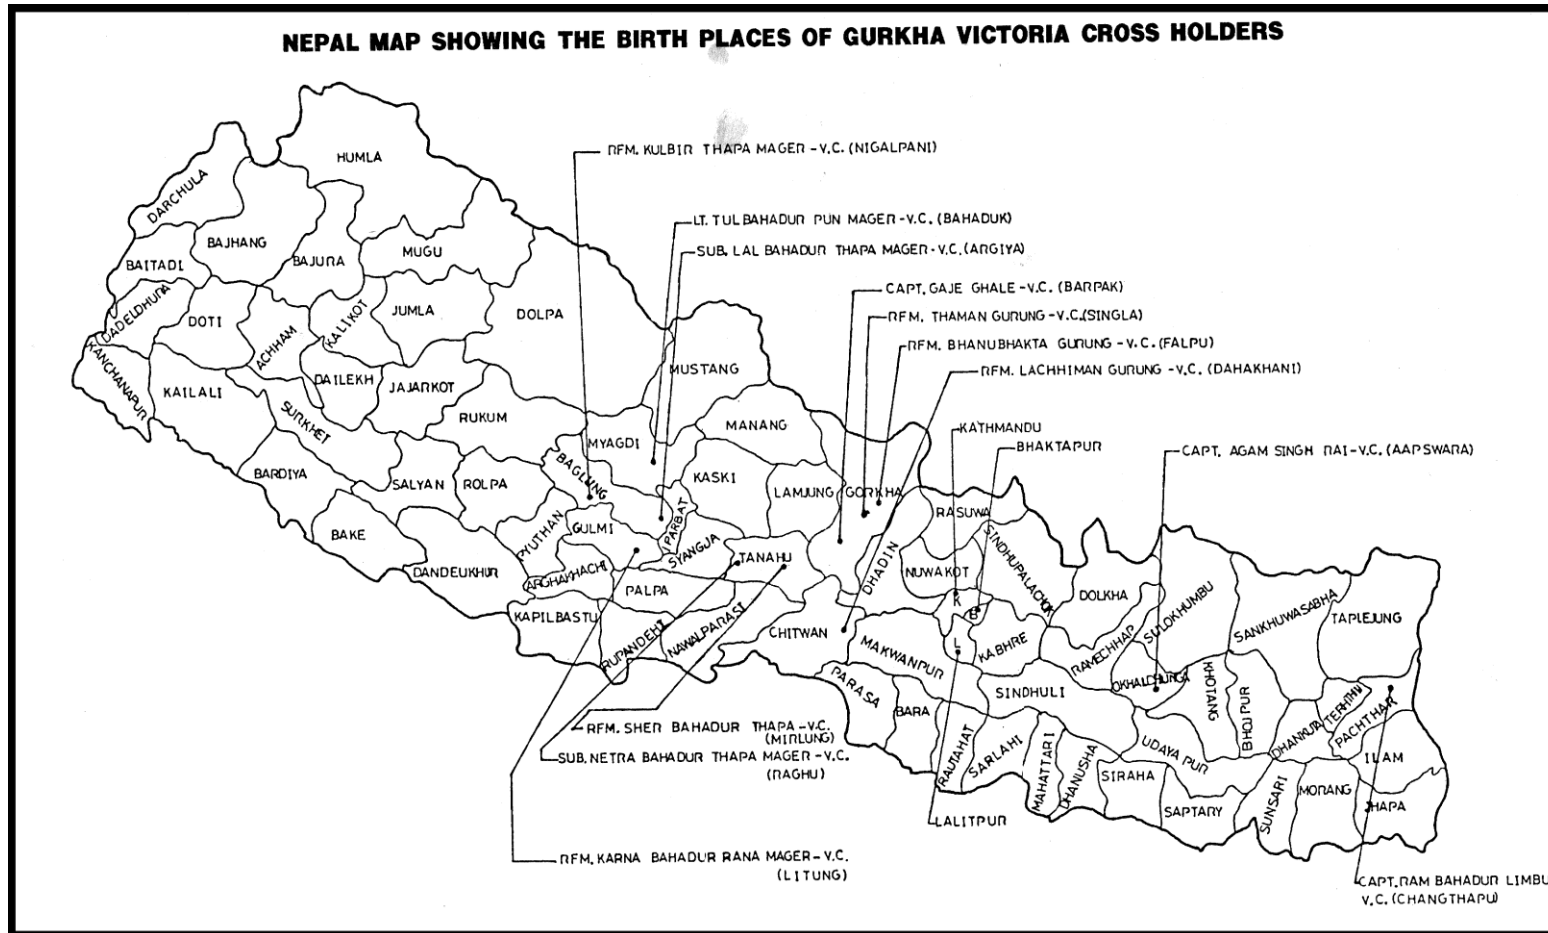 NEPAL MAP SHOWING THE BIRTH PLACES OF GURKHA VICTORIA CROSS HOLDERS
RFM. KULBIR THAPA MAGER - V.C. (NIGALPANI)
HUMLA
DARCHULA
LT. TUL BAHADUR PUN MAGER - V.C. (BAHADUK)
BAJHANG
SUB. LAL BAHADUR THAPA MAGER - V.C. (ARGIYA)
MUGU
BAJURA
BAITADI
CAPT. GAJE GHALE - V.C. (BARPAK)
DADELDHURA
JUMLA
DOLPA
RFM. THAMAN GURUNG - V.C. (SINGLA)
DOTI
KALIKOT
ACHHAM
RFM. BHANUBHAKTA GURUNG - V.C. (FALPU)
MUSTANG
RFM. LACHHIMAN GURUNG - V.C. (DAHAKHANI)
KANCHANAPUR
KAILALI
DAILEKH
JAJARKOT
SURKHET
RUKUM
MANANG
KATHMANDU
MYAGDI
BHAKTAPUR
CAPT. AGAM SINGH RAI - V.C. (AAPSWARA)
BARDIYA
SALYAN
ROLPA
BAGLUNG
KASKI
LAMJUNG
GORKHA
RASUWA
BAKE
PYUTHAN
GULMI
PARBAT
SYANGJA
TANAHU
DHADIN
NUWAKOT
SINDHUPALACHOK
DANDEUKHUR
ARGHAKHACHI
PALPA
K
DOLKHA
SULOKHUMBU
SANKHUWASABHA
TAPLEJUNG
KAPILBASTU
B
RUPANDEHI
NAWALPARASI
CHITWAN
MAKWANPUR
L
KABHRE
RAMECHHAP
PARASA
OKHALDHUNGA
SINDHULI
KHOTANG
BHOJPUR
TERHTHU
PACHTHAR
DHANKUTA
BARA
RFM. SHER BAHADUR THAPA - V.C.
(MIRLUNG)
RAUTAHAT
SARLAHI
MAHATTARI
DHANUSHA
UDAYA PUR
ILAM
SUB. NETRA BAHADUR THAPA MAGER - V.C.
(RAGHU)
SIRAHA
SAPTARY
SUNSARI
MORANG
JHAPA
LALITPUR
RFM. KARNA BAHADUR RANA MAGER - V.C.
(LITUNG)
CAPT. RAM BAHADUR LIMBU
V.C. (CHANGTHAPU)